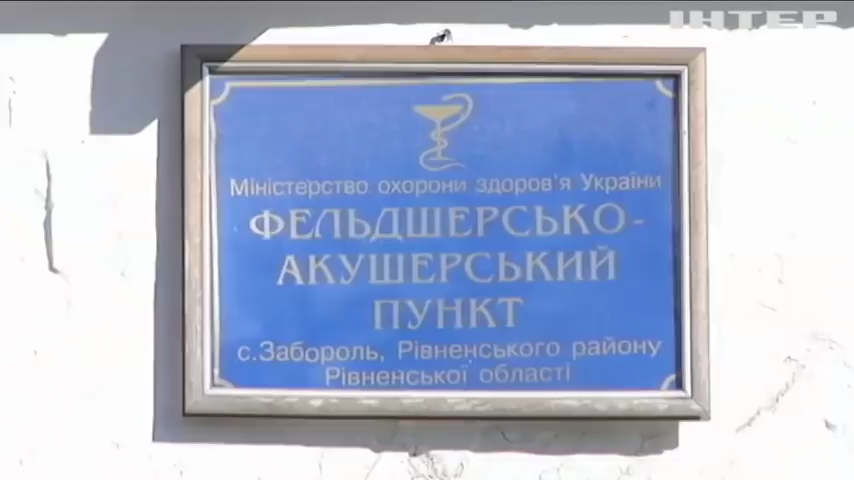 ІНТЕР
Міністерство охорони здоров'я України
ФЕЛЬДШЕРСЬКО-
АКУШЕРСЬКИЙ
ПУНКТ
с.Забороль, Рівненського району
Рівненської області